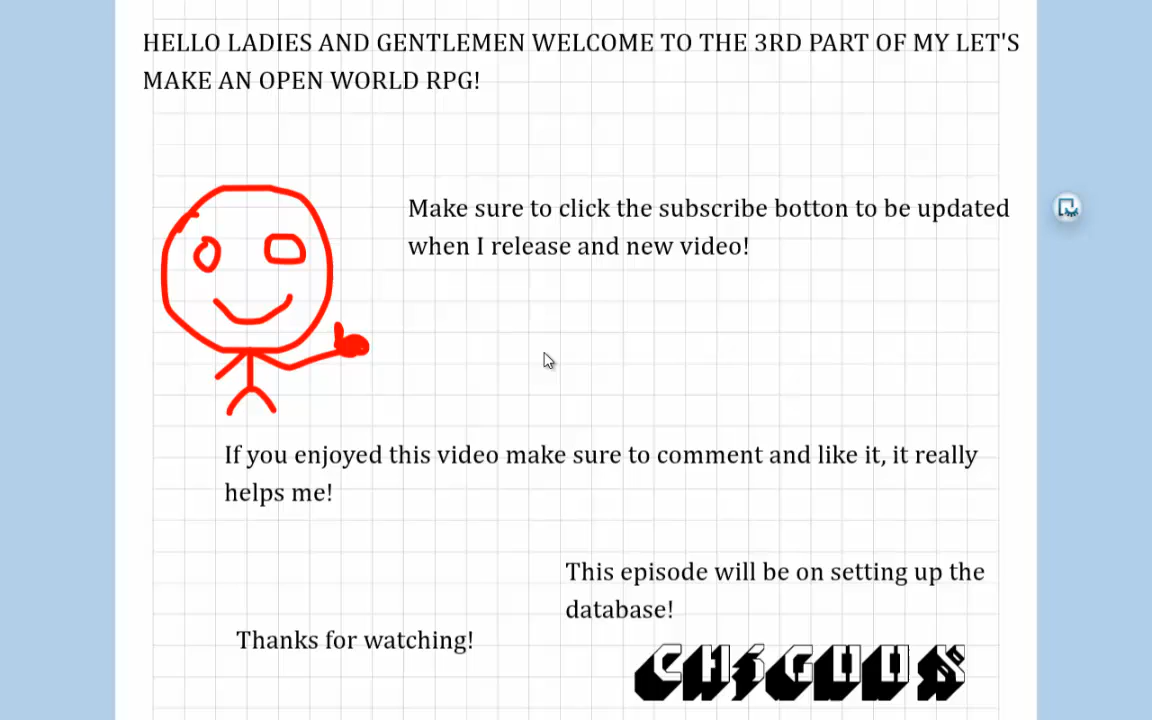 HELLO LADIES AND GENTLEMEN WELCOME TO THE 3RD PART OF MY LET'S
MAKE AN OPEN WORLD RPG!
Make sure to click the subscribe botton to be updated
when I release and new video!
If you enjoyed this video make sure to comment and like it, it really
helps me!
This episode will be on setting up the
database!
Thanks for watching!